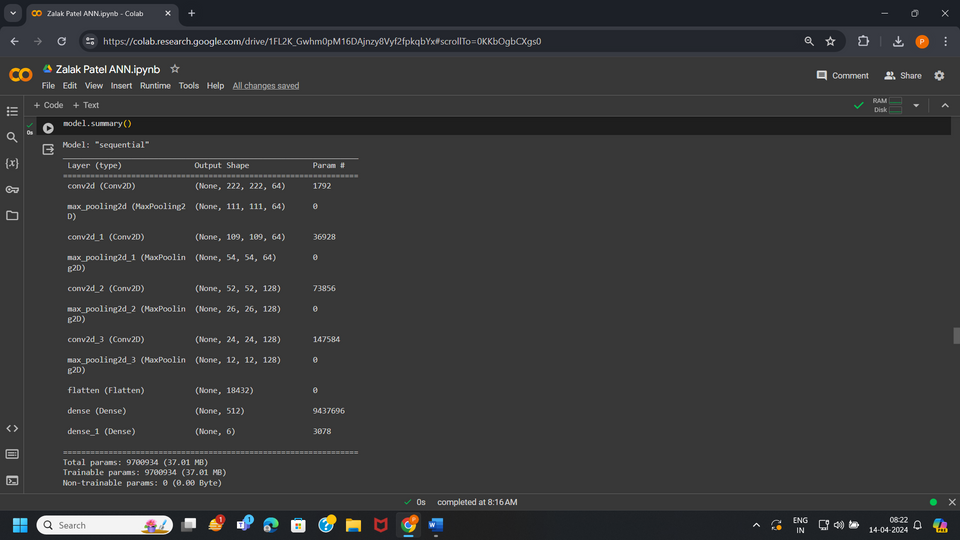 Zalak Patel ANN.ipynb - Colab
https://colab.research.google.com/drive/1FL2K_Gwhm0pM16DAjnzy8Vyf2fpkqbYx#scrollTo=0KKbOgbCXgs0
P
Zalak Patel ANN.ipynb
File Edit View Insert Runtime Tools Help All changes saved
Comment Share
+ Code + Text
RAM
Disk
0s
model.summary()
Model: "sequential"
Layer (type) Output Shape Param #
conv2d (Conv2D) (None, 222, 222, 64) 1792
max_pooling2d (MaxPooling2 (None, 111, 111, 64) 0
D)
conv2d_1 (Conv2D) (None, 109, 109, 64) 36928
max_pooling2d_1 (MaxPoolin (None, 54, 54, 64) 0
g2D)
conv2d_2 (Conv2D) (None, 52, 52, 128) 73856
max_pooling2d_2 (MaxPoolin (None, 26, 26, 128) 0
g2D)
conv2d_3 (Conv2D) (None, 24, 24, 128) 147584
max_pooling2d_3 (MaxPoolin (None, 12, 12, 128) 0
g2D)
flatten (Flatten) (None, 18432) 0
dense (Dense) (None, 512) 9437696
dense_1 (Dense) (None, 6) 3078
Total params: 9700934 (37.01 MB)
Trainable params: 9700934 (37.01 MB)
Non-trainable params: 0 (0.00 Byte)
0s completed at 8:16 AM
Search
1
1
ENG
IN
08:22
14-04-2024